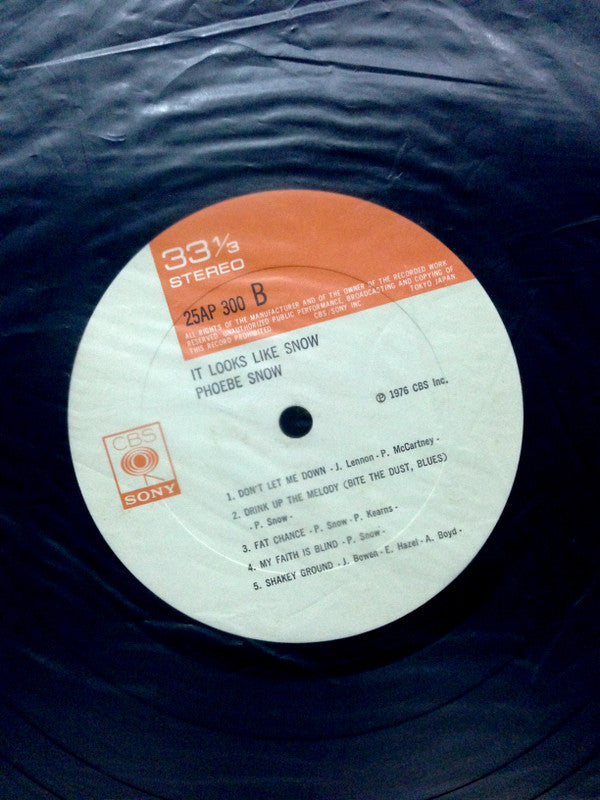 33 1/3
STEREO
25AP 300 B
ALL RIGHTS OF THE MANUFACTURER AND OF THE OWNER OF THE RECORDED WORK
RESERVED UNAUTHORIZED PUBLIC PERFORMANCE, BROADCASTING AND COPYING OF
THIS RECORD PROHIBITED CBS/SONY INC. TOKYO JAPAN.
IT LOOKS LIKE SNOW
PHOEBE SNOW
℗ 1976 CBS Inc.
CBS
SONY
1. DON'T LET ME DOWN - J. Lennon - P. McCartney -
2. DRINK UP THE MELODY (BITE THE DUST, BLUES)
- P. Snow -
3. FAT CHANCE - P. Snow - P. Kearns -
4. MY FAITH IS BLIND - P. Snow -
5. SHAKEY GROUND - J. Bowen - E. Hazel - A. Boyd -